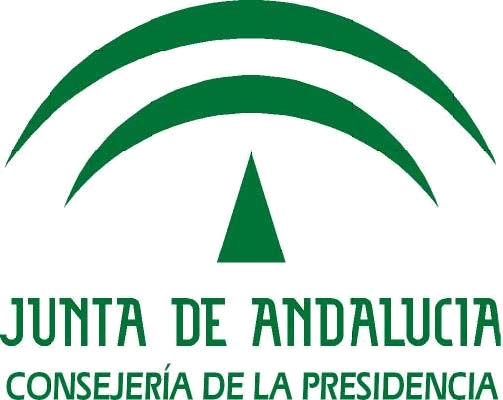 JUNTA DE ANDALUCIA
CONSEJERÍA DE LA PRESIDENCIA